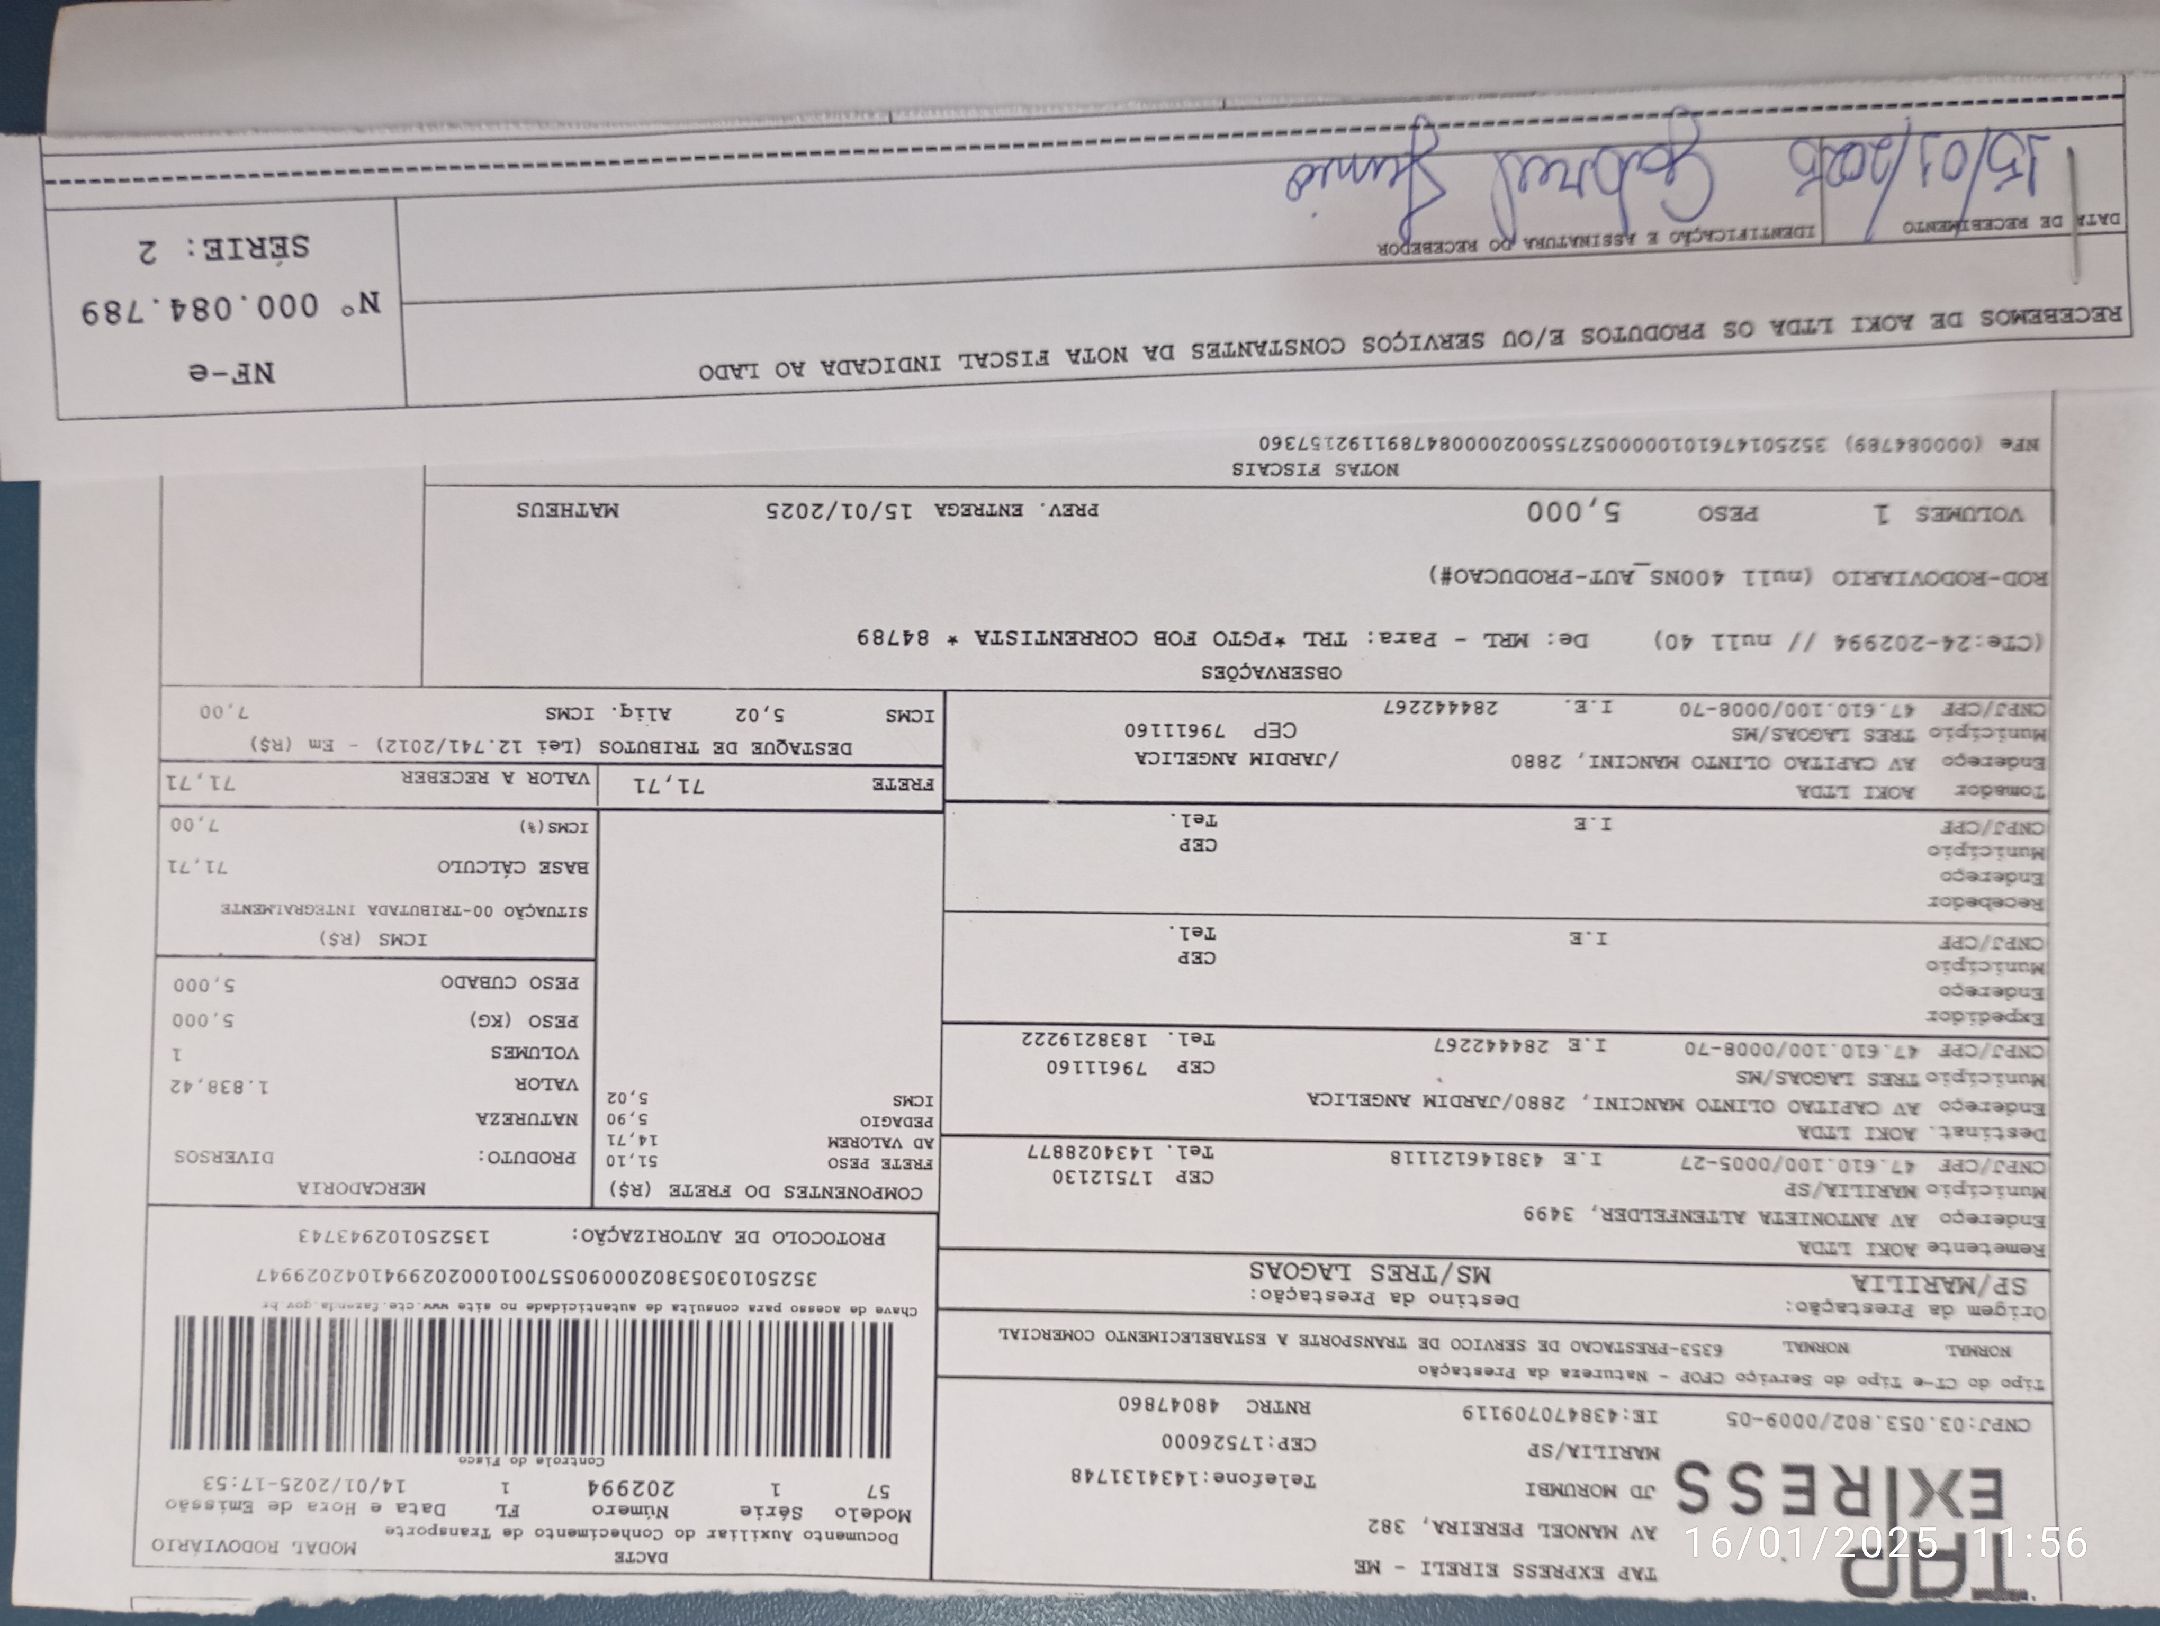 TAP
EXPRESS
TAP EXPRESS EIRELI - ME
AV MANOEL PEREIRA, 382
JD MORUMBI
MARILIA/SP
Telefone:1434131748
CEP:17526000
CNPJ:03.053.802/0009-05 IE:438470709119 RNTRC 48047860
DACTE
Documento Auxiliar do Conhecimento de Transporte
MODAL RODOVIÁRIO
Modelo Série Número FL Data e Hora de Emissão
57 1 202994 1 14/01/2025-17:53
Controle do Fisco
Chave de acesso para consulta de autenticidade no site www.cte.fazenda.gov.br
35250103053802000905570010002029941042029947
PROTOCOLO DE AUTORIZAÇÃO: 135250102943743
Tipo do CT-e Tipo do Serviço CFOP - Natureza da Prestação
NORMAL NORMAL 6353-PRESTACAO DE SERVICO DE TRANSPORTE A ESTABELECIMENTO COMERCIAL
Origem da Prestação: Destino da Prestação:
SP/MARILIA MS/TRES LAGOAS
Remetente AOKI LTDA
Endereço AV ANTONIETA ALTENFELDER, 3499
Município MARILIA/SP CEP 17512130
CNPJ/CPF 47.610.100/0005-27 I.E 438146121118 Tel. 1434028877
Destinat. AOKI LTDA
Endereço AV CAPITAO OLINTO MANCINI, 2880/JARDIM ANGELICA
Município TRES LAGOAS/MS CEP 79611160
CNPJ/CPF 47.610.100/0008-70 I.E 284442267 Tel. 1838219222
Expedidor
Endereço
Município CEP
CNPJ/CPF I.E Tel.
Recebedor
Endereço
Município CEP
CNPJ/CPF I.E Tel.
Tomador AOKI LTDA
Endereço AV CAPITAO OLINTO MANCINI, 2880 /JARDIM ANGELICA
Município TRES LAGOAS/MS CEP 79611160
CNPJ/CPF 47.610.100/0008-70 I.E. 284442267
COMPONENTES DO FRETE (R$)
FRETE PESO 51,10
AD VALOREM 14,71
PEDAGIO 5,90
ICMS 5,02
MERCADORIA
PRODUTO: DIVERSOS
NATUREZA
VALOR 1.838,42
VOLUMES 1
PESO (KG) 5,000
PESO CUBADO 5,000
ICMS (R$)
SITUAÇÃO 00-TRIBUTADA INTEGRALMENTE
BASE CÁLCULO 71,71
ICMS(%) 7,00
FRETE 71,71 VALOR A RECEBER 71,71
DESTAQUE DE TRIBUTOS (Lei 12.741/2012) - Em (R$)
ICMS 5,02 Aliq. ICMS 7,00
OBSERVAÇÕES
(CTe:24-202994 // null 40) De: MRL - Para: TRL *PGTO FOB CORRENTISTA * 84789
ROD-RODOVIARIO (null 400NS_AUT-PRODUCAO#)
VOLUMES 1 PESO 5,000 PREV. ENTREGA 15/01/2025 MATHEUS
NOTAS FISCAIS
NFe (000084789) 35250147610100000527550020000847891192157360
RECEBEMOS DE AOKI LTDA OS PRODUTOS E/OU SERVIÇOS CONSTANTES DA NOTA FISCAL INDICADA AO LADO
DATA DE RECEBIMENTO IDENTIFICAÇÃO E ASSINATURA DO RECEBEDOR
15/01/2025 Gabriel Junio
NF-e
Nº 000.084.789
SÉRIE: 2
16/01/2025 11:56